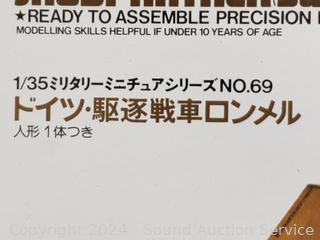 ★READY TO ASSEMBLE PRECISION
MODELLING SKILLS HELPFUL IF UNDER 10 YEARS OF AGE
1/35ミリタリーミニチュアシリーズNO.69
ドイツ・駆逐戦車ロンメル
人形1体つき
Copyright 2024 - Sound Auction Service